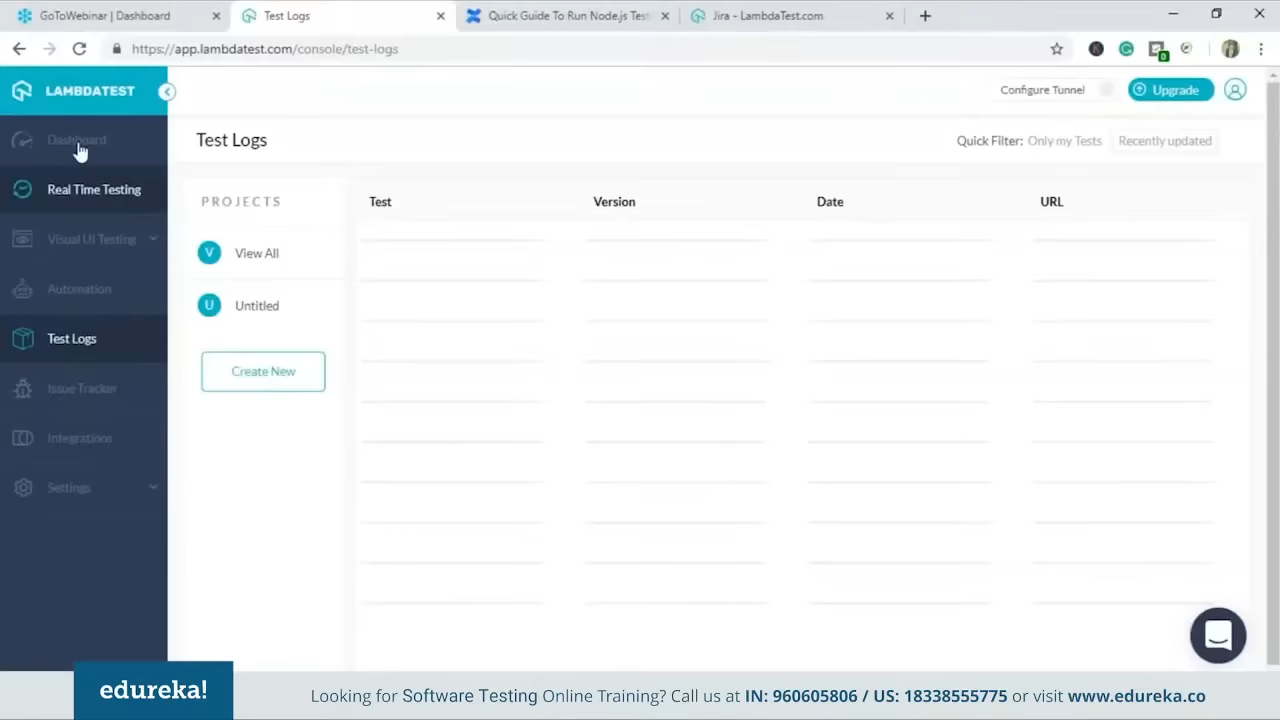 GoToWebinar | Dashboard
Test Logs
Quick Guide To Run Node.js Test
Jira - LambdaTest.com
https://app.lambdatest.com/console/test-logs
0
LAMBDATEST
Configure Tunnel
Upgrade
Dashboard
Real Time Testing
Visual UI Testing
Automation
Test Logs
Issue Tracker
Integrations
Settings
Test Logs
Quick Filter: Only my Tests Recently updated
PROJECTS
V View All
U Untitled
Create New
Test Version Date URL
edureka!
Looking for Software Testing Online Training? Call us at IN: 960605806 / US: 18338555775 or visit www.edureka.co